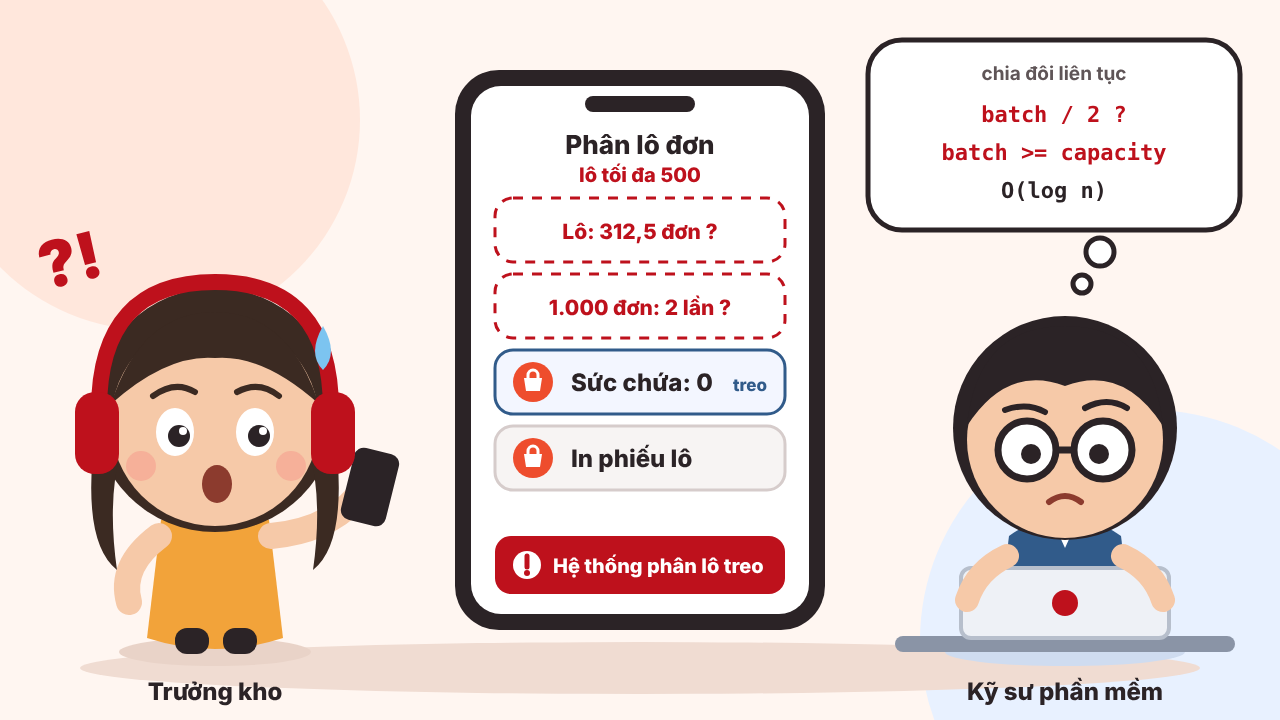 ?!
Phân lô đơn
lô tối đa 500
Lô: 312,5 đơn ?
1.000 đơn: 2 lần ?
Sức chứa: 0 treo
In phiếu lô
Hệ thống phân lô treo
chia đôi liên tục
batch / 2 ?
batch >= capacity
O(log n)
Trưởng kho
Kỹ sư phần mềm